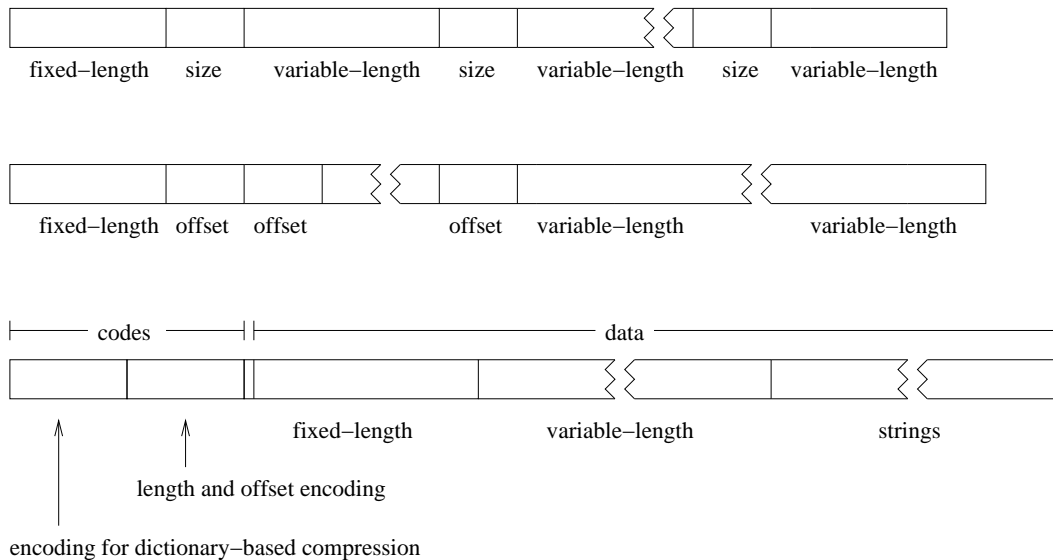 fixed−length size variable−length size variable−length size variable−length
fixed−length offset offset offset variable−length variable−length
codes data
fixed−length variable−length strings
length and offset encoding
encoding for dictionary−based compression